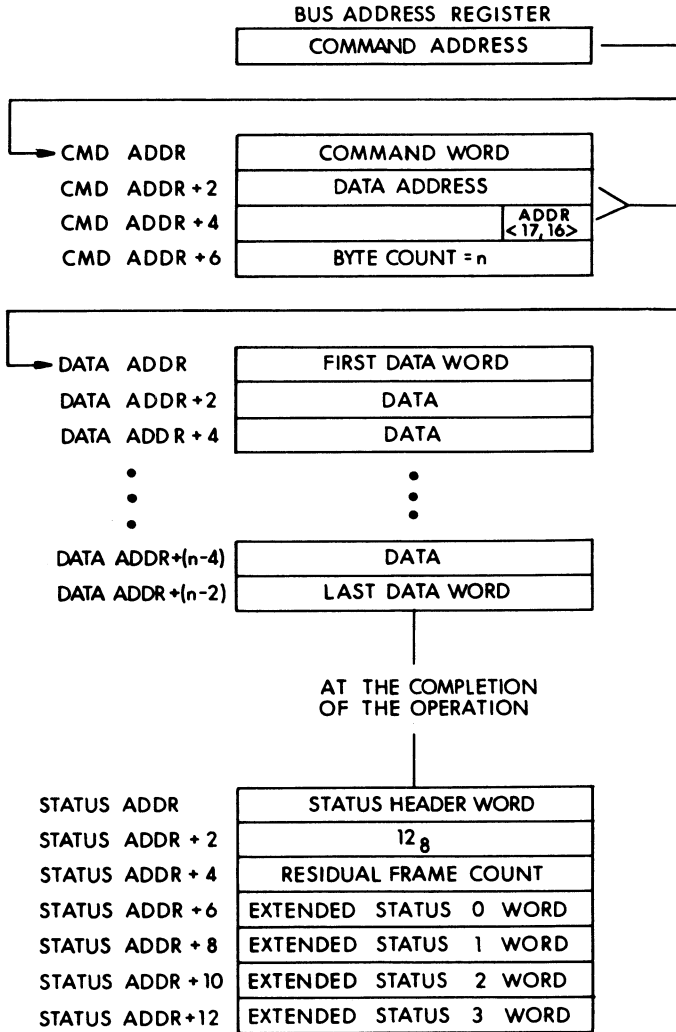 BUS ADDRESS REGISTER
COMMAND ADDRESS
CMD ADDR COMMAND WORD
CMD ADDR+2 DATA ADDRESS
CMD ADDR+4 ADDR
<17,16>
CMD ADDR+6 BYTE COUNT = n
DATA ADDR FIRST DATA WORD
DATA ADDR+2 DATA
DATA ADDR+4 DATA
DATA ADDR+(n-4) DATA
DATA ADDR+(n-2) LAST DATA WORD
AT THE COMPLETION
OF THE OPERATION
STATUS ADDR STATUS HEADER WORD
STATUS ADDR + 2 12₈
STATUS ADDR + 4 RESIDUAL FRAME COUNT
STATUS ADDR +6 EXTENDED STATUS 0 WORD
STATUS ADDR + 8 EXTENDED STATUS 1 WORD
STATUS ADDR +10 EXTENDED STATUS 2 WORD
STATUS ADDR+12 EXTENDED STATUS 3 WORD